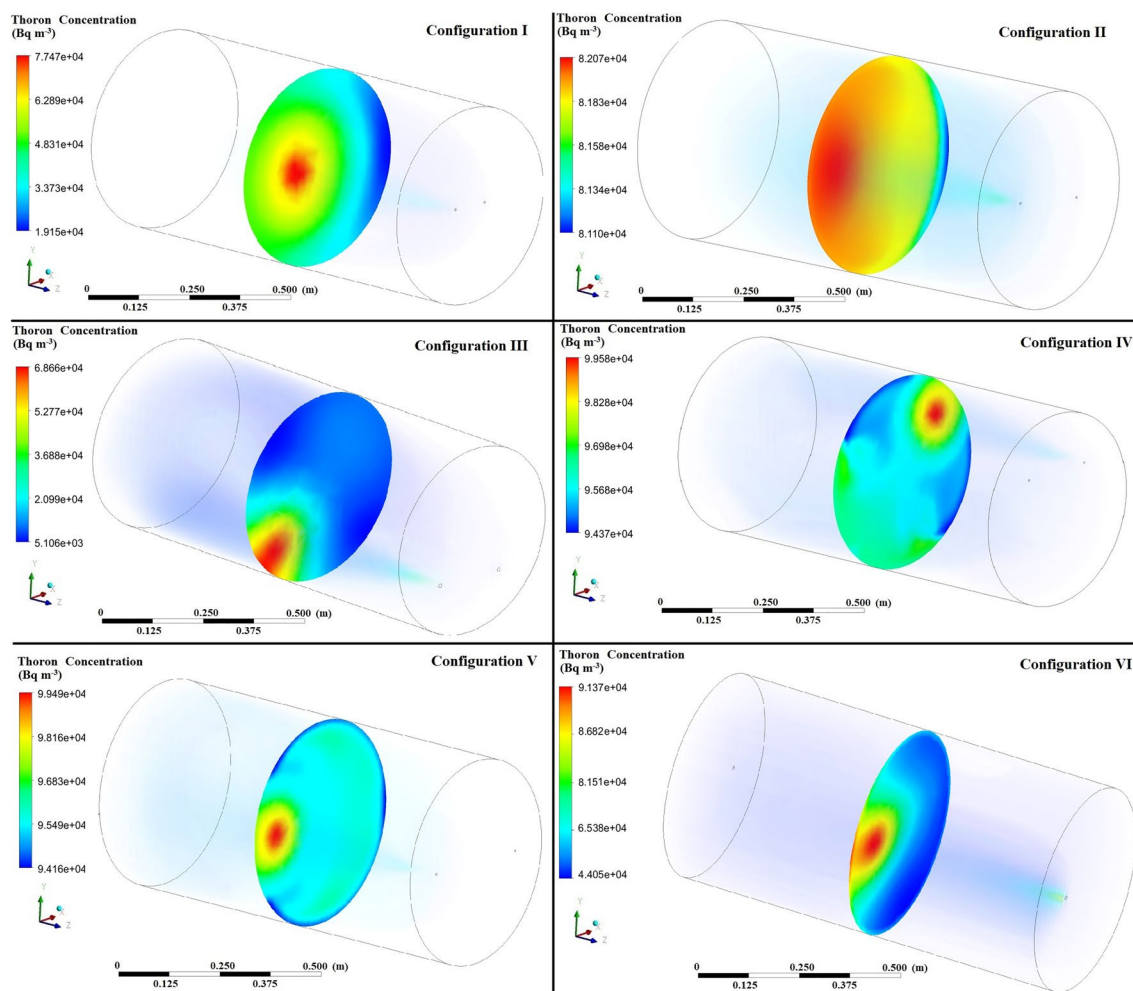 Thoron Concentration
(Bq m⁻³)
Configuration I
7.747e+04
6.289e+04
4.831e+04
3.373e+04
1.915e+04
Y
X
Z
0
0.250
0.500
(m)
0.125
0.375
Thoron Concentration
(Bq m⁻³)
Configuration II
8.207e+04
8.183e+04
8.158e+04
8.134e+04
8.110e+04
Y
X
Z
0
0.250
0.500
(m)
0.125
0.375
Thoron Concentration
(Bq m⁻³)
Configuration III
6.866e+04
5.277e+04
3.688e+04
2.099e+04
5.106e+03
Y
X
Z
0
0.250
0.500
(m)
0.125
0.375
Thoron Concentration
(Bq m⁻³)
Configuration IV
9.958e+04
9.828e+04
9.698e+04
9.568e+04
9.437e+04
Y
X
Z
0
0.250
0.500
(m)
0.125
0.375
Thoron Concentration
(Bq m⁻³)
Configuration V
9.949e+04
9.816e+04
9.683e+04
9.549e+04
9.416e+04
Y
X
Z
0
0.250
0.500
(m)
0.125
0.375
Thoron Concentration
(Bq m⁻³)
Configuration VI
9.137e+04
8.682e+04
8.151e+04
6.538e+04
4.405e+04
Y
X
Z
0
0.250
0.500
(m)
0.125
0.375